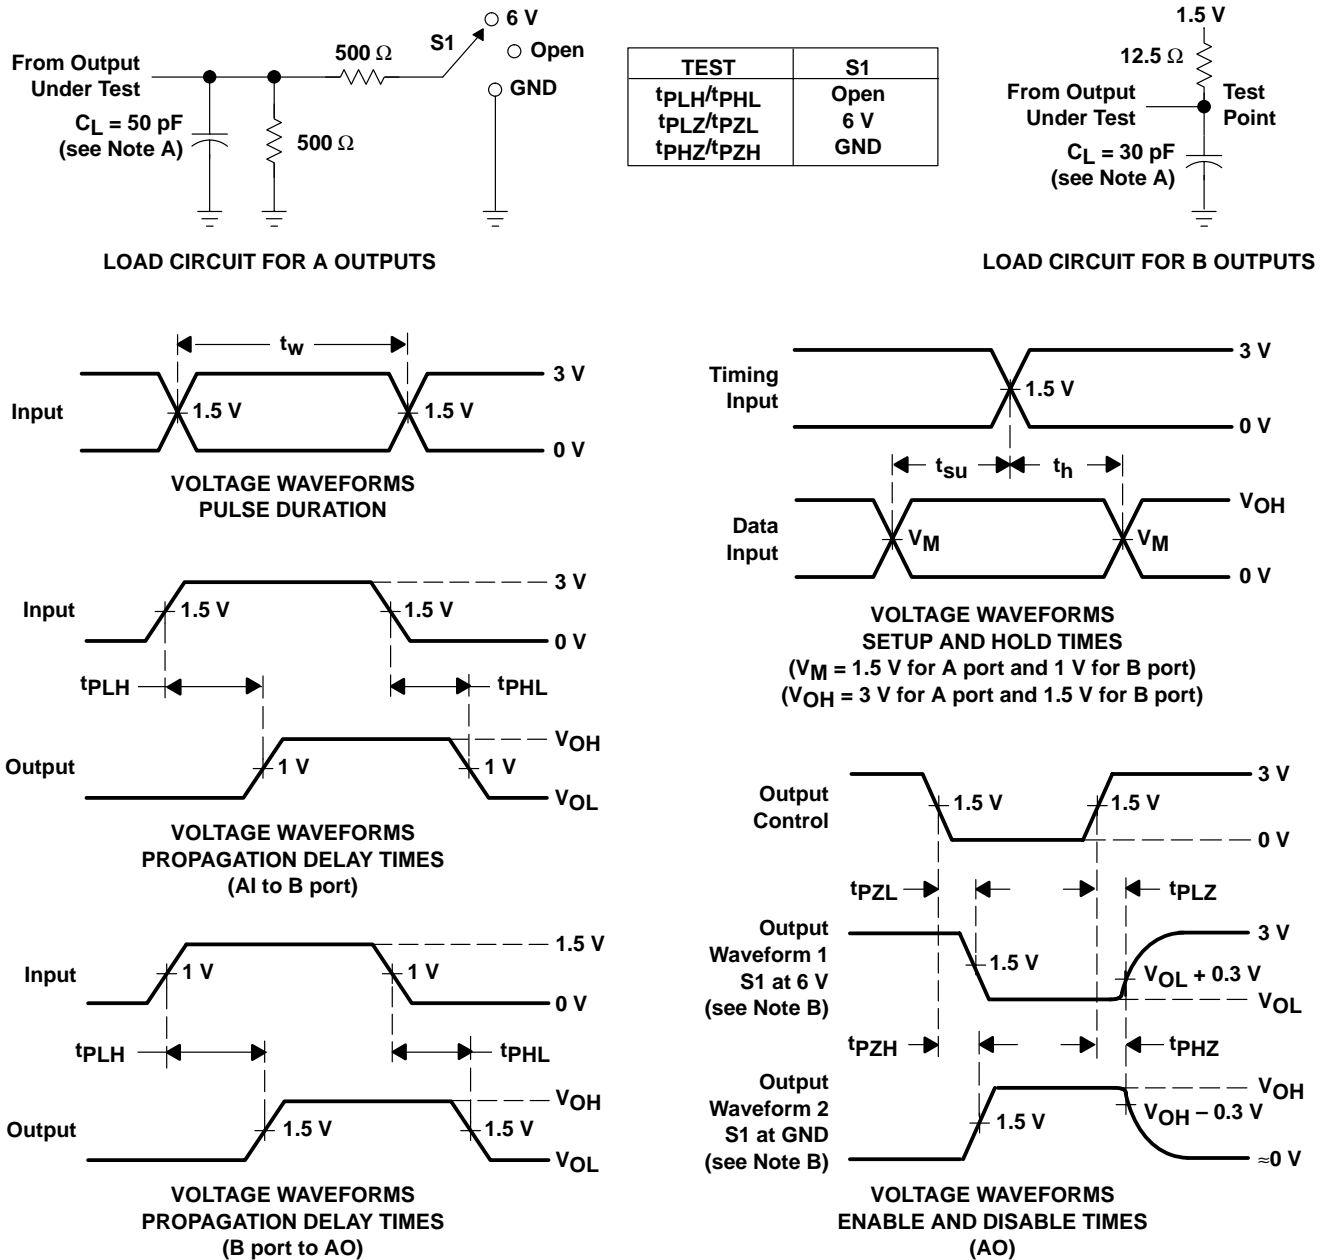 6 V
S1
Open
GND
500 Ω
From Output
Under Test
CL = 50 pF
(see Note A)
500 Ω
LOAD CIRCUIT FOR A OUTPUTS
TEST S1
tPLH/tPHL Open
tPLZ/tPZL 6 V
tPHZ/tPZH GND
1.5 V
12.5 Ω
From Output
Under Test
Test
Point
CL = 30 pF
(see Note A)
LOAD CIRCUIT FOR B OUTPUTS
tw
Input
1.5 V
1.5 V
3 V
0 V
VOLTAGE WAVEFORMS
PULSE DURATION
Timing
Input
1.5 V
3 V
0 V
tsu
th
Data
Input
VM
VM
VOH
0 V
VOLTAGE WAVEFORMS
SETUP AND HOLD TIMES
(VM = 1.5 V for A port and 1 V for B port)
(VOH = 3 V for A port and 1.5 V for B port)
Input
1.5 V
1.5 V
3 V
0 V
tPLH
tPHL
Output
1 V
1 V
VOH
VOL
VOLTAGE WAVEFORMS
PROPAGATION DELAY TIMES
(AI to B port)
Input
1 V
1 V
1.5 V
0 V
tPLH
tPHL
Output
1.5 V
1.5 V
VOH
VOL
VOLTAGE WAVEFORMS
PROPAGATION DELAY TIMES
(B port to AO)
Output
Control
1.5 V
1.5 V
3 V
0 V
tPZL
tPLZ
Output
Waveform 1
S1 at 6 V
(see Note B)
1.5 V
3 V
VOL + 0.3 V
VOL
tPZH
tPHZ
Output
Waveform 2
S1 at GND
(see Note B)
1.5 V
VOH
VOH − 0.3 V
≈0 V
VOLTAGE WAVEFORMS
ENABLE AND DISABLE TIMES
(AO)